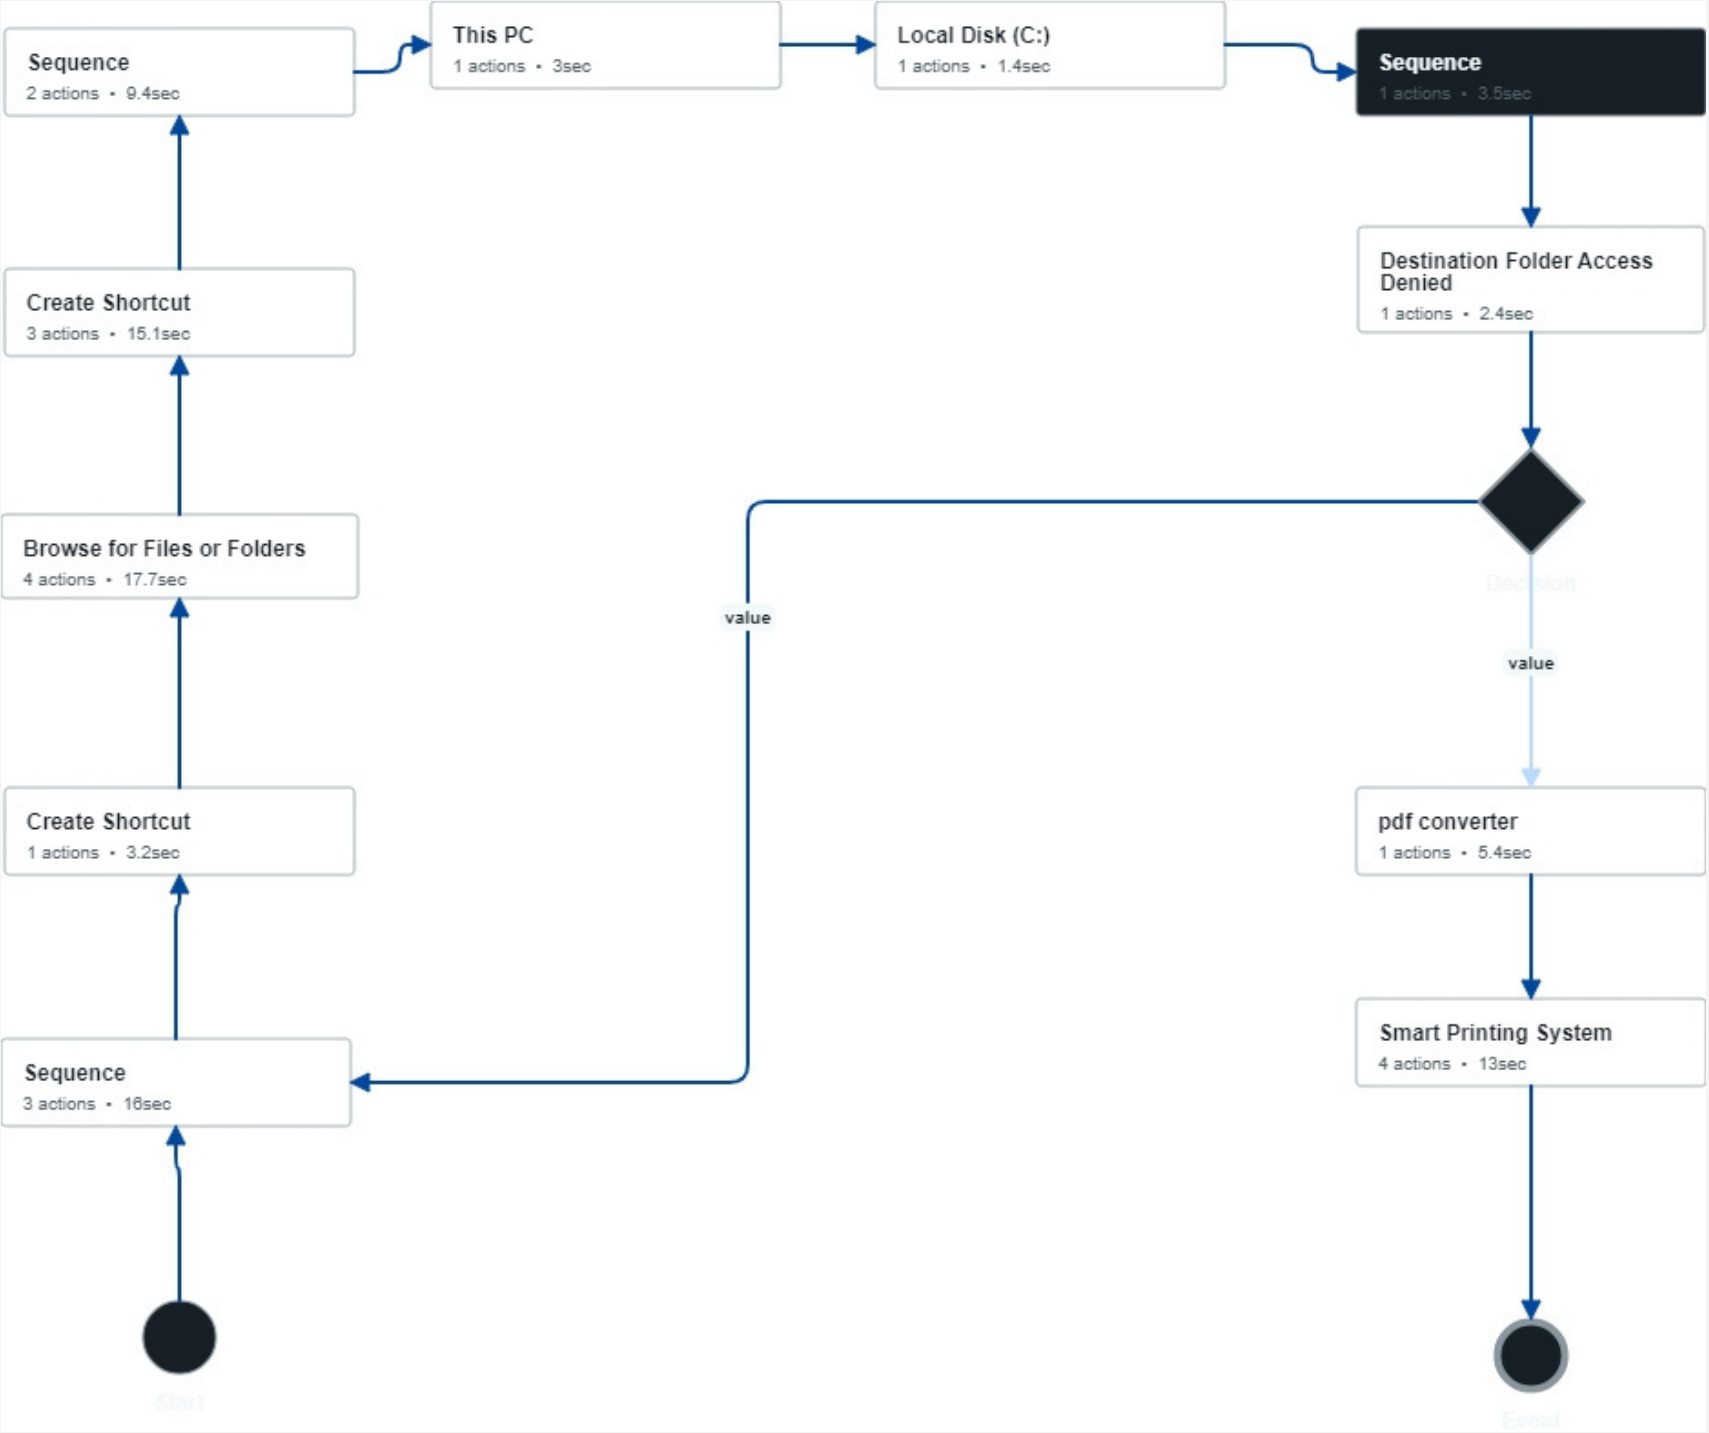 Sequence
2 actions • 9.4sec
This PC
1 actions • 3sec
Local Disk (C:)
1 actions • 1.4sec
Sequence
1 actions • 3.5sec
Create Shortcut
3 actions • 15.1sec
Destination Folder Access
Denied
1 actions • 2.4sec
Browse for Files or Folders
4 actions • 17.7sec
Decision
value
value
Create Shortcut
1 actions • 3.2sec
pdf converter
1 actions • 5.4sec
Sequence
3 actions • 16sec
Smart Printing System
4 actions • 13sec
Start
Event